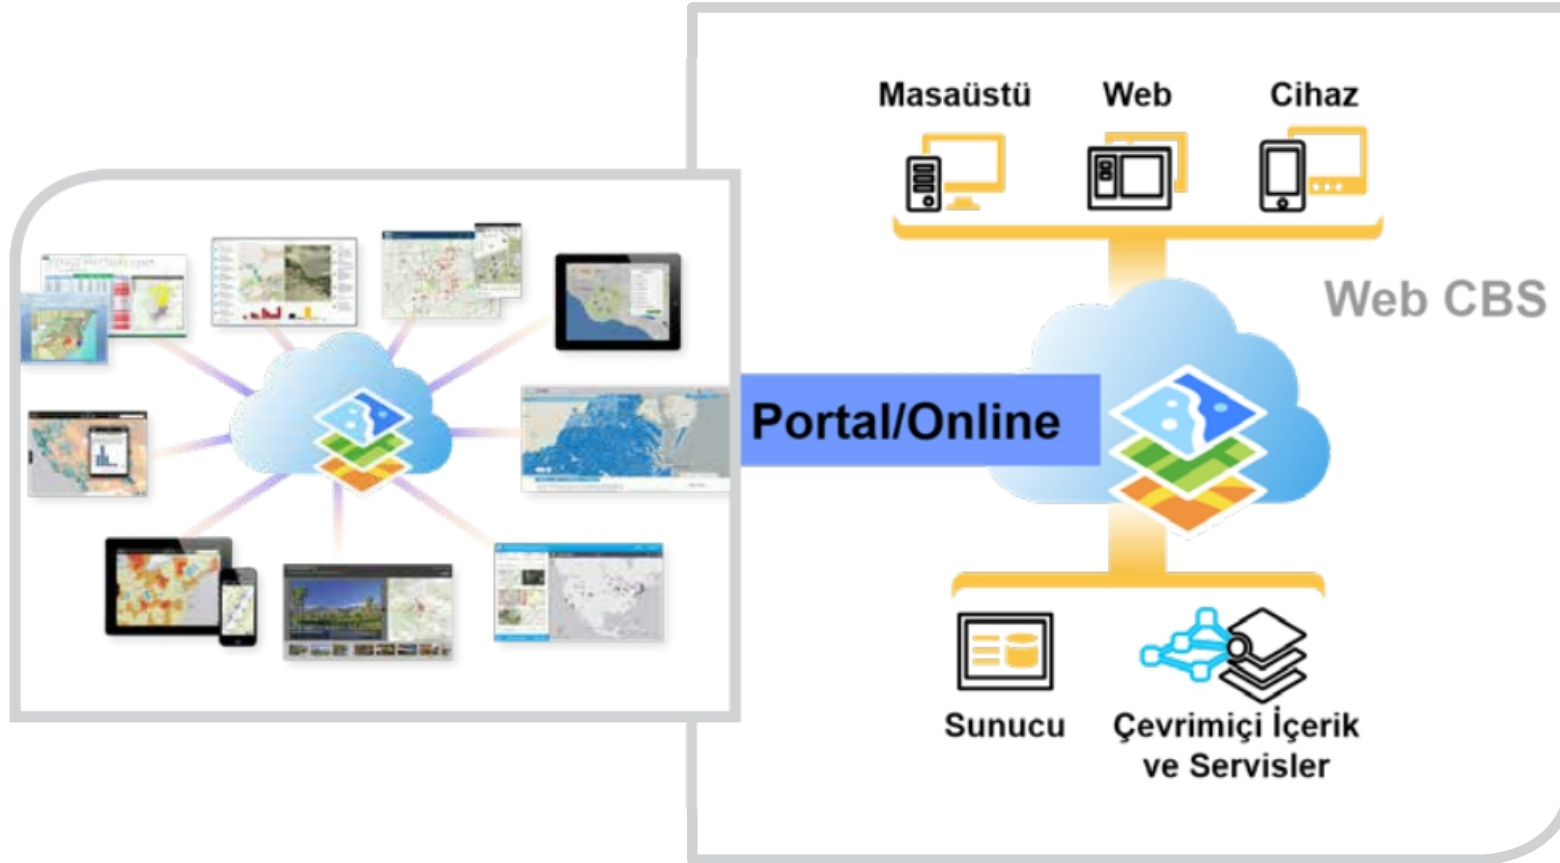 Masaüstü Web Cihaz
Web CBS
Portal/Online
Sunucu
Çevrimiçi İçerik
ve Servisler